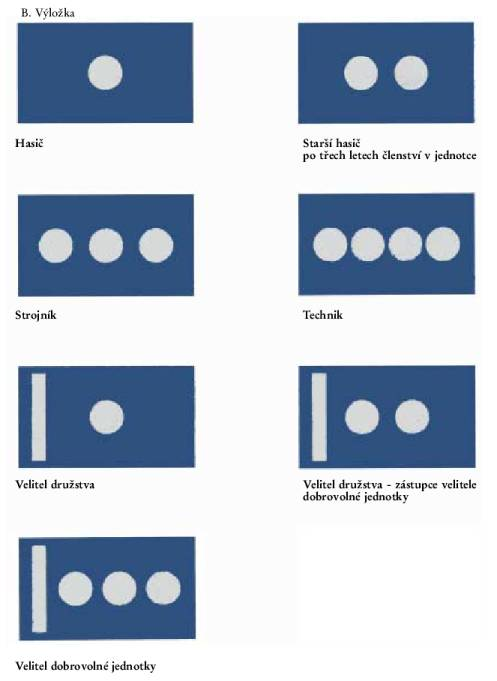 B. Výložka
Hasič
Starší hasič
po třech letech členství v jednotce
Strojník
Technik
Velitel družstva
Velitel družstva - zástupce velitele
dobrovolné jednotky
Velitel dobrovolné jednotky